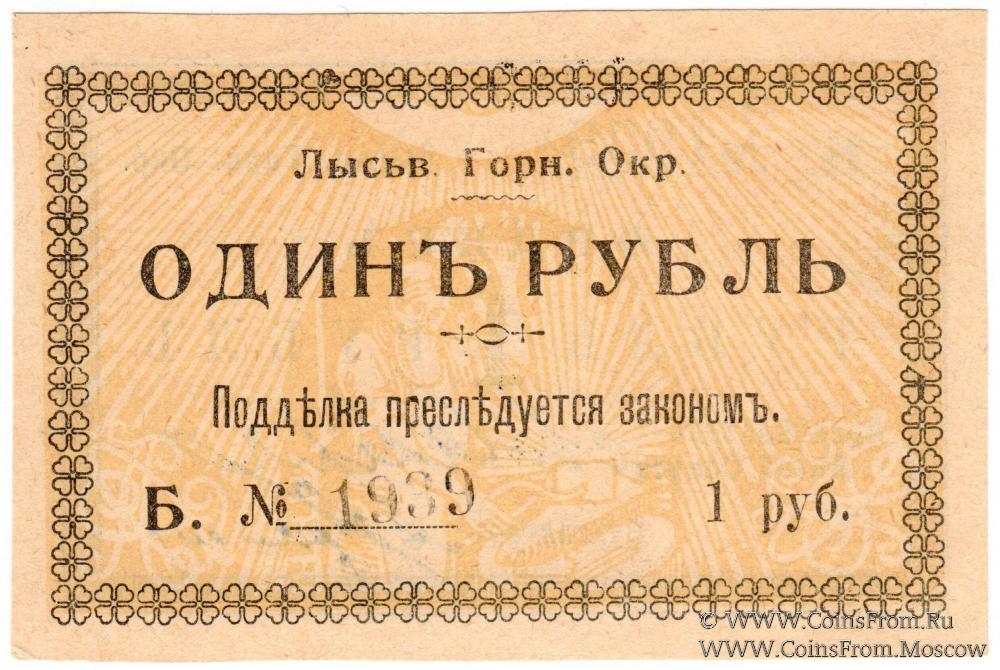 Лысьв. Горн. Окр.
ОДИНЪ РУБЛЬ
Поддѣлка преслѣдуется закономъ.
Б. № 1939 1 руб.
© WWW.CoinsFrom.Ru
WWW.CoinsFrom.Moscow